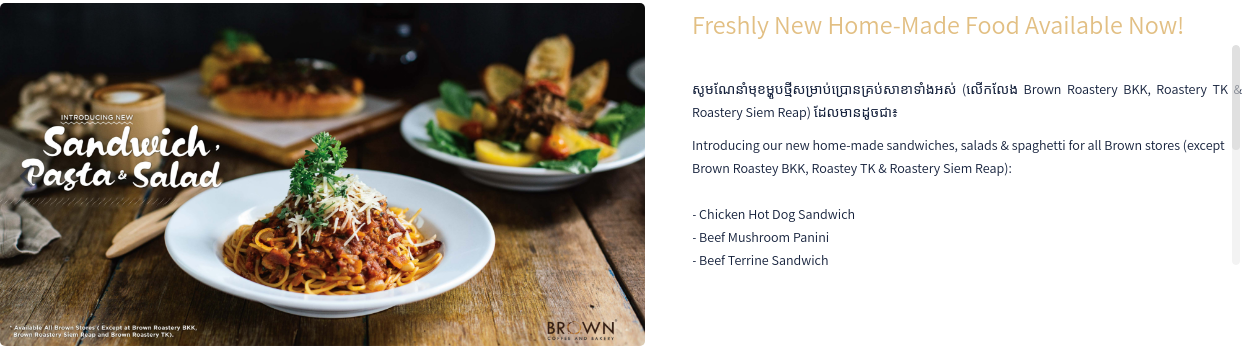 INTRODUCING NEW
Sandwich,
Pasta & Salad
* Available All Brown Stores ( Except at Brown Roastery BKK,
Brown Roastery Siem Reap and Brown Roastery TK).
BROWN
COFFEE AND BAKERY
Freshly New Home-Made Food Available Now!
សូមណែនាំមុខម្ហូបថ្មីសម្រាប់ប្រោនគ្រប់សាខាទាំងអស់ (លើកលែង Brown Roastery BKK, Roastery TK &
Roastery Siem Reap) ដែលមានដូចជា៖
Introducing our new home-made sandwiches, salads & spaghetti for all Brown stores (except
Brown Roastey BKK, Roastey TK & Roastery Siem Reap):
- Chicken Hot Dog Sandwich
- Beef Mushroom Panini
- Beef Terrine Sandwich